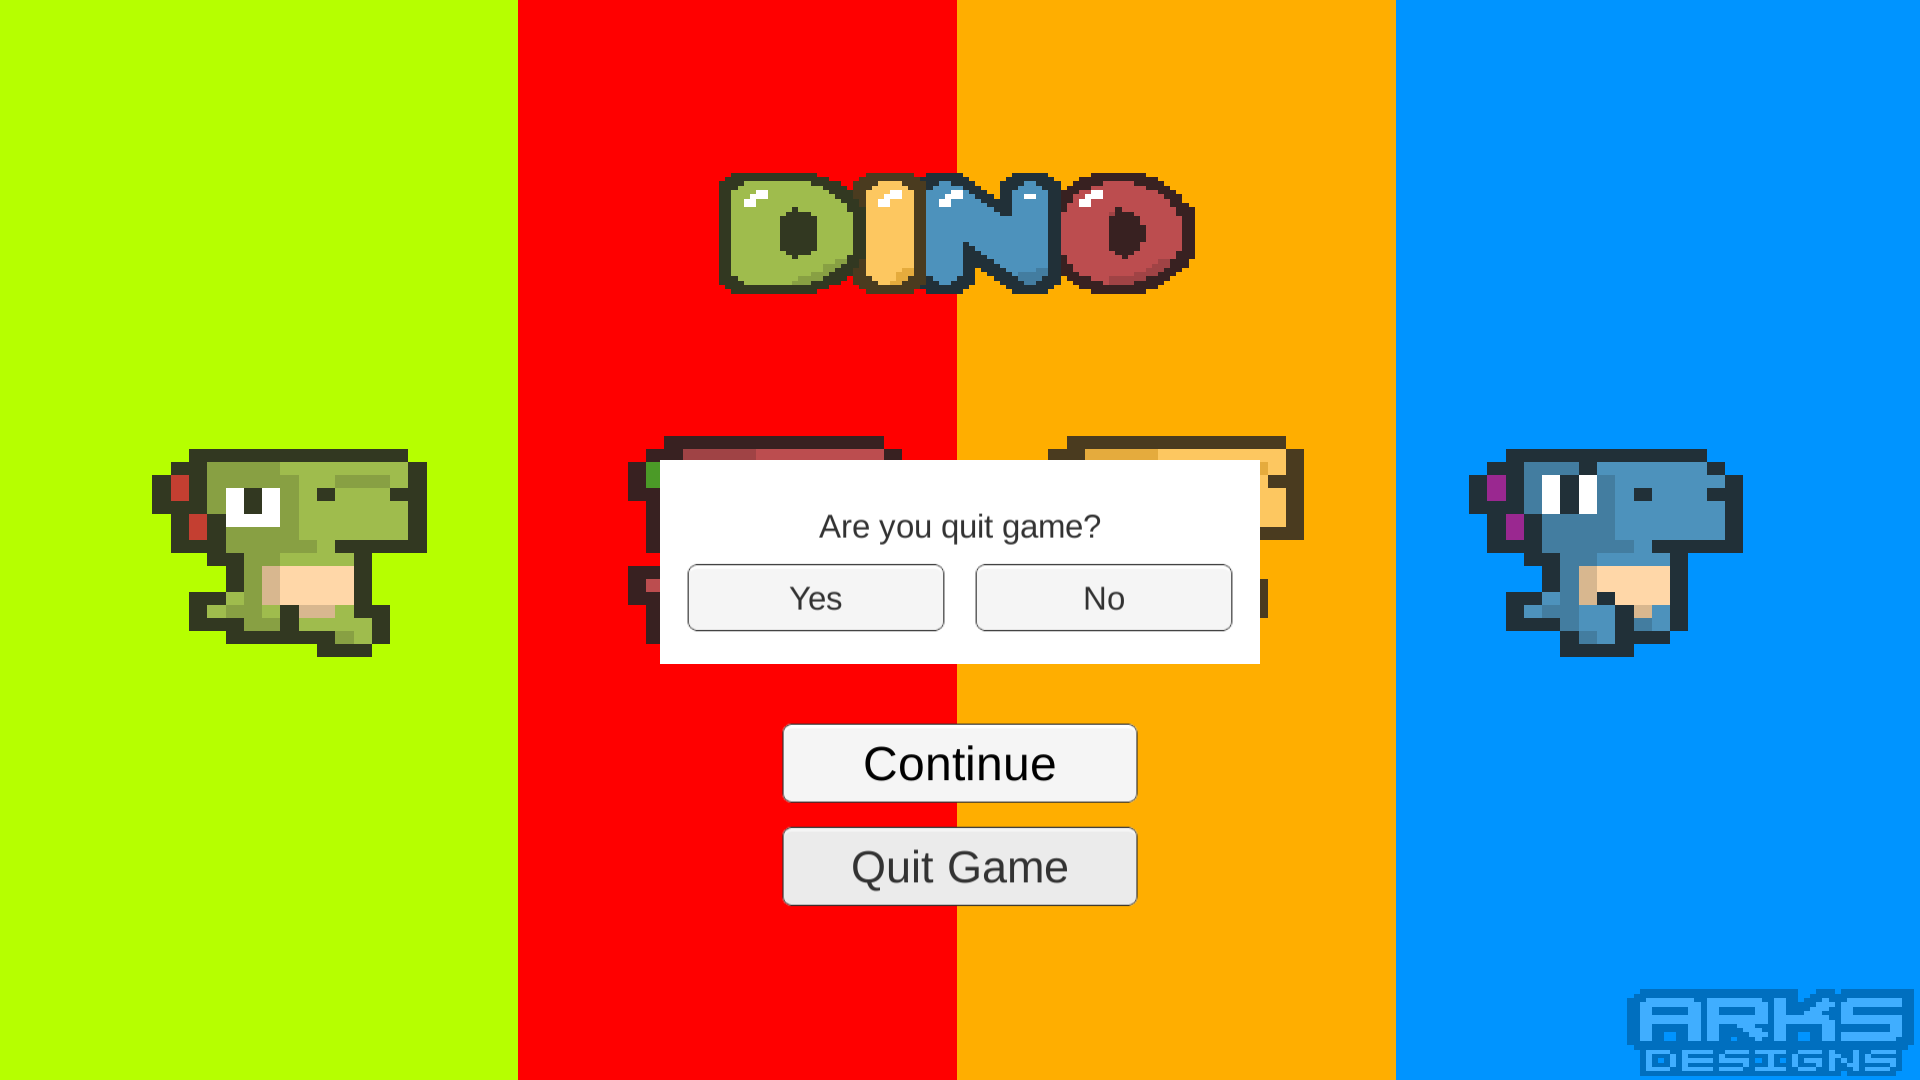 DINO
Are you quit game?
Yes
No
Continue
Quit Game
ARKS
DESIGNS